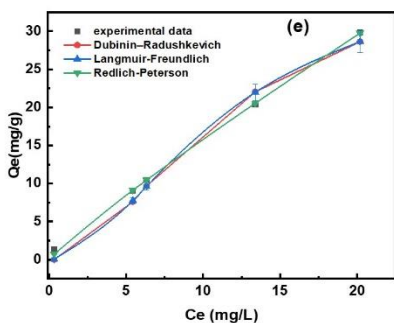 (e)
experimental data
Dubinin–Radushkevich
Langmuir-Freundlich
Redlich-Peterson
30
25
20
15
10
5
0
Qe(mg/g)
0 5 10 15 20
Ce (mg/L)